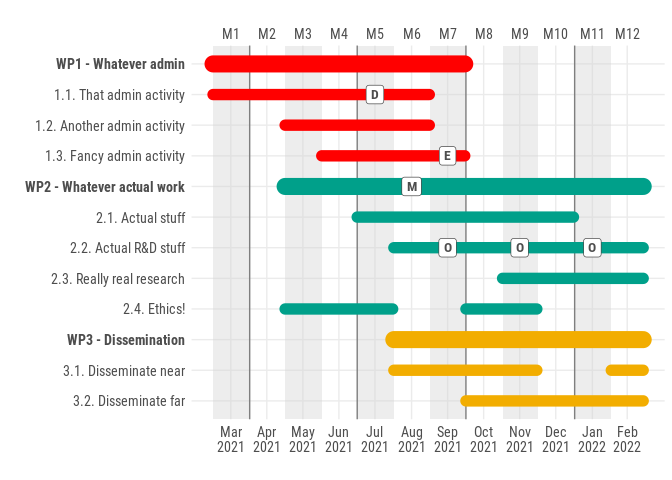 M1 M2 M3 M4 M5 M6 M7 M8 M9 M10 M11 M12
WP1 - Whatever admin
1.1. That admin activity D
1.2. Another admin activity
1.3. Fancy admin activity E
WP2 - Whatever actual work M
2.1. Actual stuff
2.2. Actual R&D stuff O O O
2.3. Really real research
2.4. Ethics!
WP3 - Dissemination
3.1. Disseminate near
3.2. Disseminate far
Mar Apr May Jun Jul Aug Sep Oct Nov Dec Jan Feb
2021 2021 2021 2021 2021 2021 2021 2021 2021 2021 2022 2022